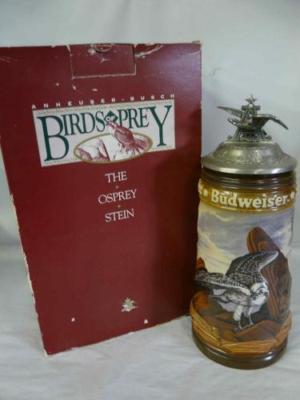 ANHEUSER-BUSCH
BIRDS OF PREY
THE
OSPREY
STEIN
Budweiser.